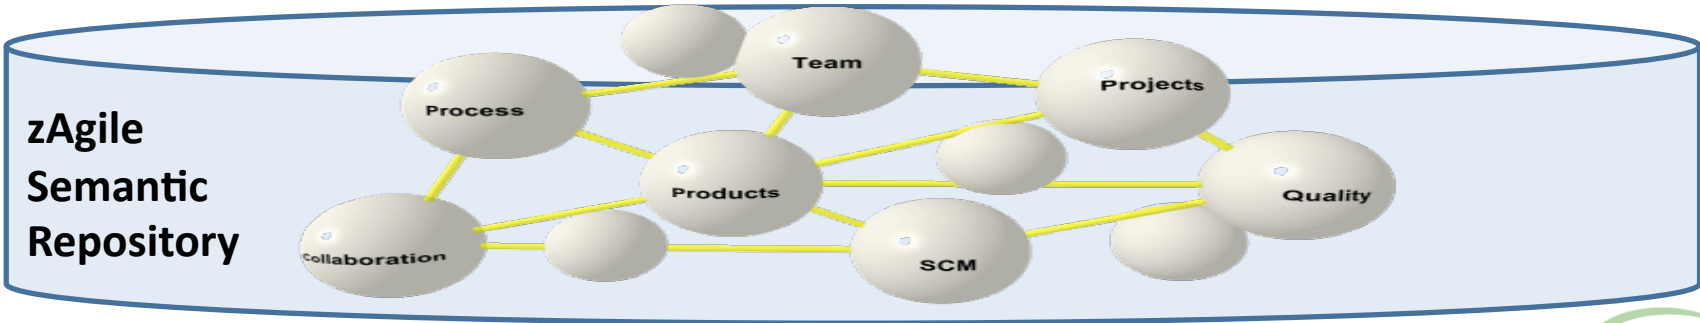 zAgile
Semantic
Repository
Team
Projects
Process
Products
Quality
Collaboration
SCM